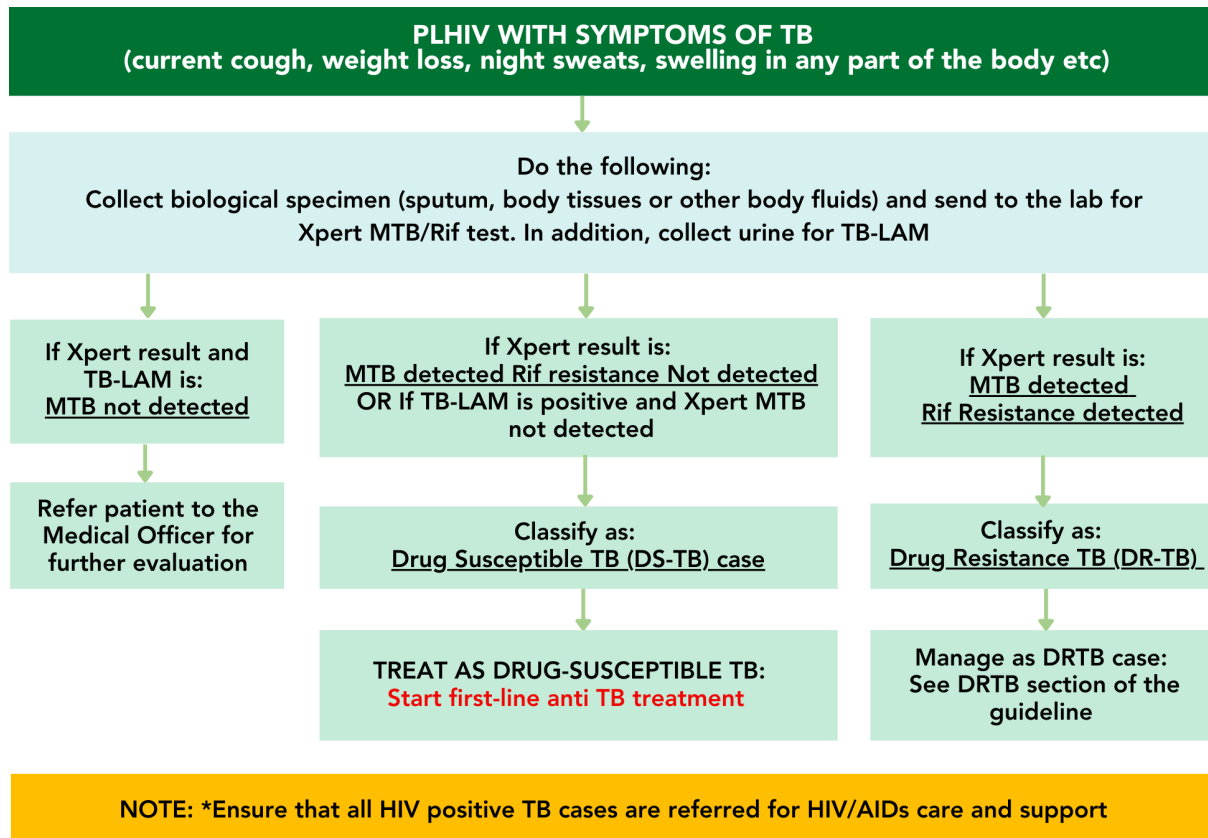 PLHIV WITH SYMPTOMS OF TB
(current cough, weight loss, night sweats, swelling in any part of the body etc)
Do the following:
Collect biological specimen (sputum, body tissues or other body fluids) and send to the lab for
Xpert MTB/Rif test. In addition, collect urine for TB-LAM
If Xpert result and
TB-LAM is:
MTB not detected
Refer patient to the
Medical Officer for
further evaluation
If Xpert result is:
MTB detected Rif resistance Not detected
OR If TB-LAM is positive and Xpert MTB
not detected
Classify as:
Drug Susceptible TB (DS-TB) case
TREAT AS DRUG-SUSCEPTIBLE TB:
Start first-line anti TB treatment
If Xpert result is:
MTB detected
Rif Resistance detected
Classify as:
Drug Resistance TB (DR-TB)
Manage as DRTB case:
See DRTB section of the
guideline
NOTE: *Ensure that all HIV positive TB cases are referred for HIV/AIDs care and support